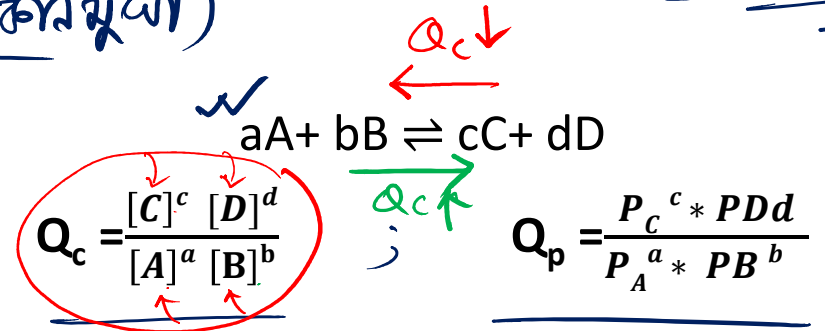 Qc↓
aA+ bB ⇌ cC+ dD
Qc↑
Qc = [C]^c [D]^d / [A]^a [B]^b ; Qp = P_C^c * PDd / P_A^a * PB^b